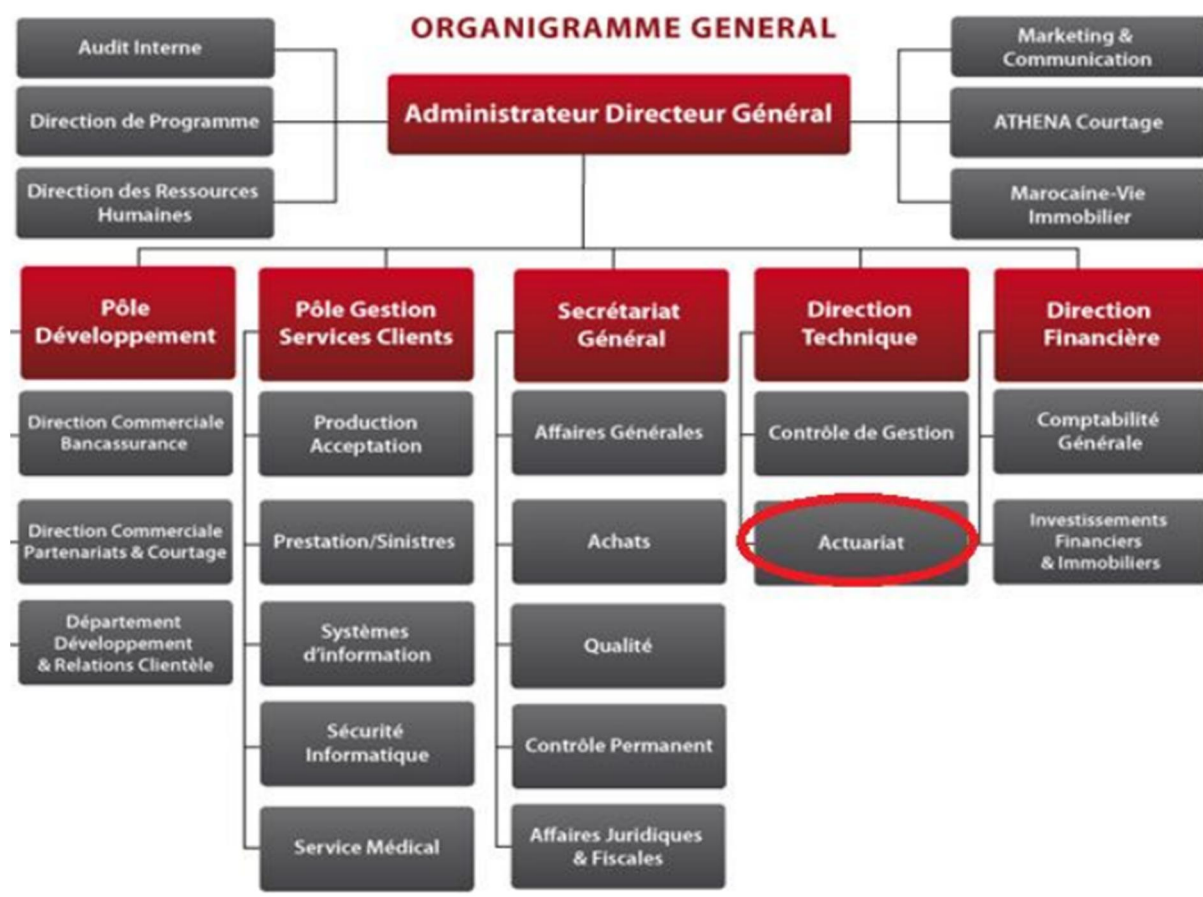 ORGANIGRAMME GENERAL
Audit Interne
Direction de Programme
Direction des Ressources
Humaines
Administrateur Directeur Général
Marketing &
Communication
ATHENA Courtage
Marocaine-Vie
Immobilier
Pôle
Développement
Direction Commerciale
Bancassurance
Direction Commerciale
Partenariats & Courtage
Département
Développement
& Relations Clientèle
Pôle Gestion
Services Clients
Production
Acceptation
Prestation/Sinistres
Systèmes
d'information
Sécurité
Informatique
Service Médical
Secrétariat
Général
Affaires Générales
Achats
Qualité
Contrôle Permanent
Affaires Juridiques
& Fiscales
Direction
Technique
Contrôle de Gestion
Actuariat
Direction
Financière
Comptabilité
Générale
Investissements
Financiers
& Immobiliers